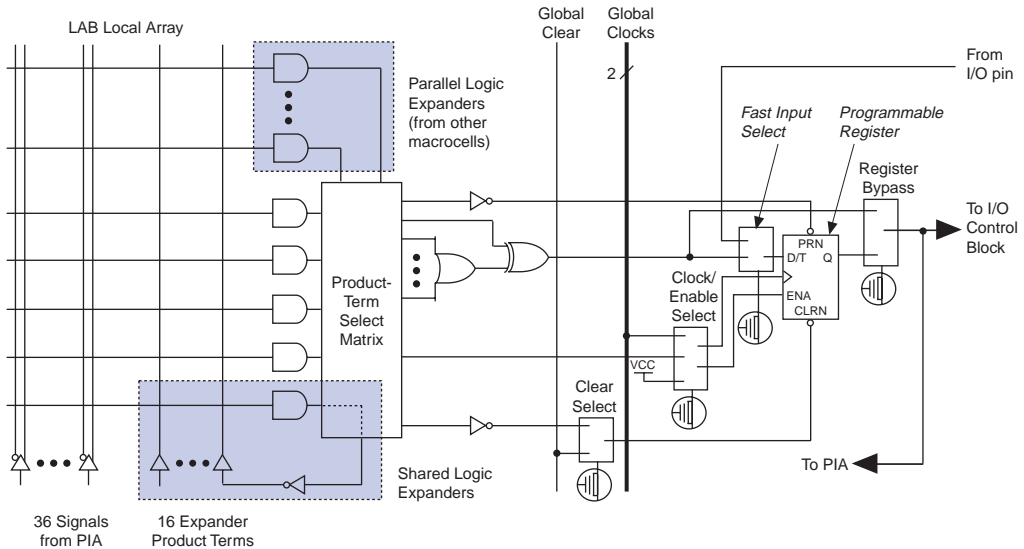 LAB Local Array
Global
Clear
Global
Clocks
2
From
I/O pin
Parallel Logic
Expanders
(from other
macrocells)
Fast Input
Select
Programmable
Register
Register
Bypass
To I/O
Control
Block
PRN
D/T
Q
ENA
CLRN
Product-
Term
Select
Matrix
Clock/
Enable
Select
VCC
Clear
Select
To PIA
Shared Logic
Expanders
36 Signals
from PIA
16 Expander
Product Terms